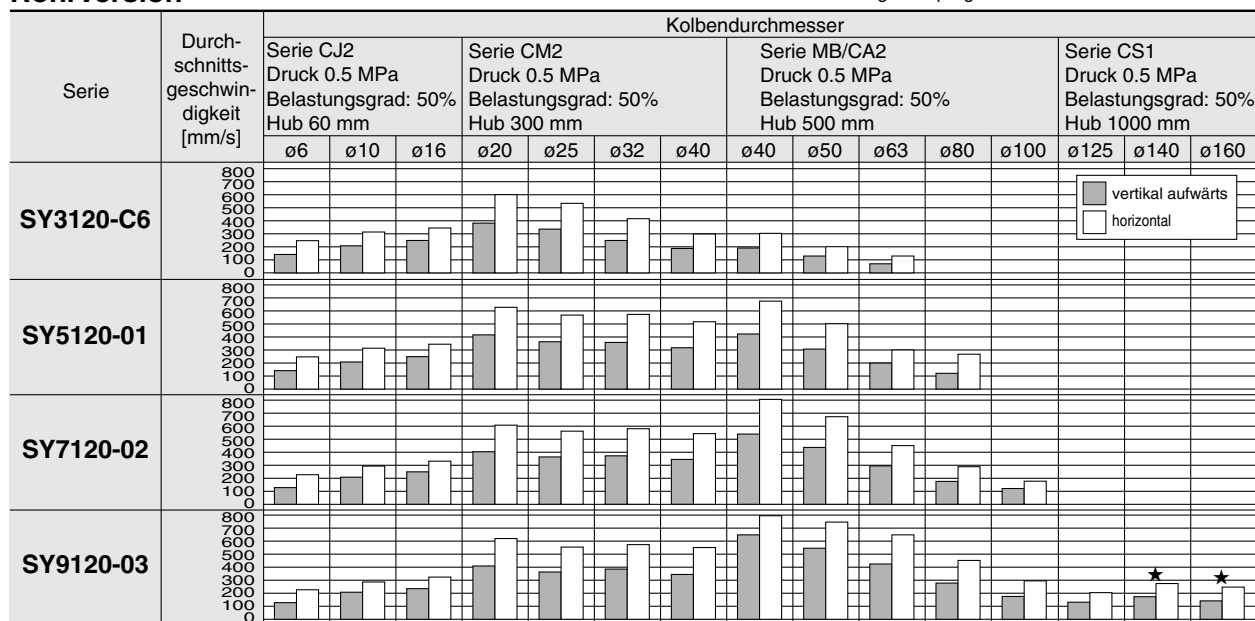 Kolbendurchmesser
Serie
Durch-
schnitts-
geschwin-
digkeit
[mm/s]
Serie CJ2
Druck 0.5 MPa
Belastungsgrad: 50%
Hub 60 mm
Serie CM2
Druck 0.5 MPa
Belastungsgrad: 50%
Hub 300 mm
Serie MB/CA2
Druck 0.5 MPa
Belastungsgrad: 50%
Hub 500 mm
Serie CS1
Druck 0.5 MPa
Belastungsgrad: 50%
Hub 1000 mm
ø6 ø10 ø16 ø20 ø25 ø32 ø40 ø40 ø50 ø63 ø80 ø100 ø125 ø140 ø160
SY3120-C6
800
700
600
500
400
300
200
100
0
vertikal aufwärts
horizontal
SY5120-01
800
700
600
500
400
300
200
100
0
SY7120-02
800
700
600
500
400
300
200
100
0
SY9120-03
800
700
600
500
400
300
200
100
0
★ ★